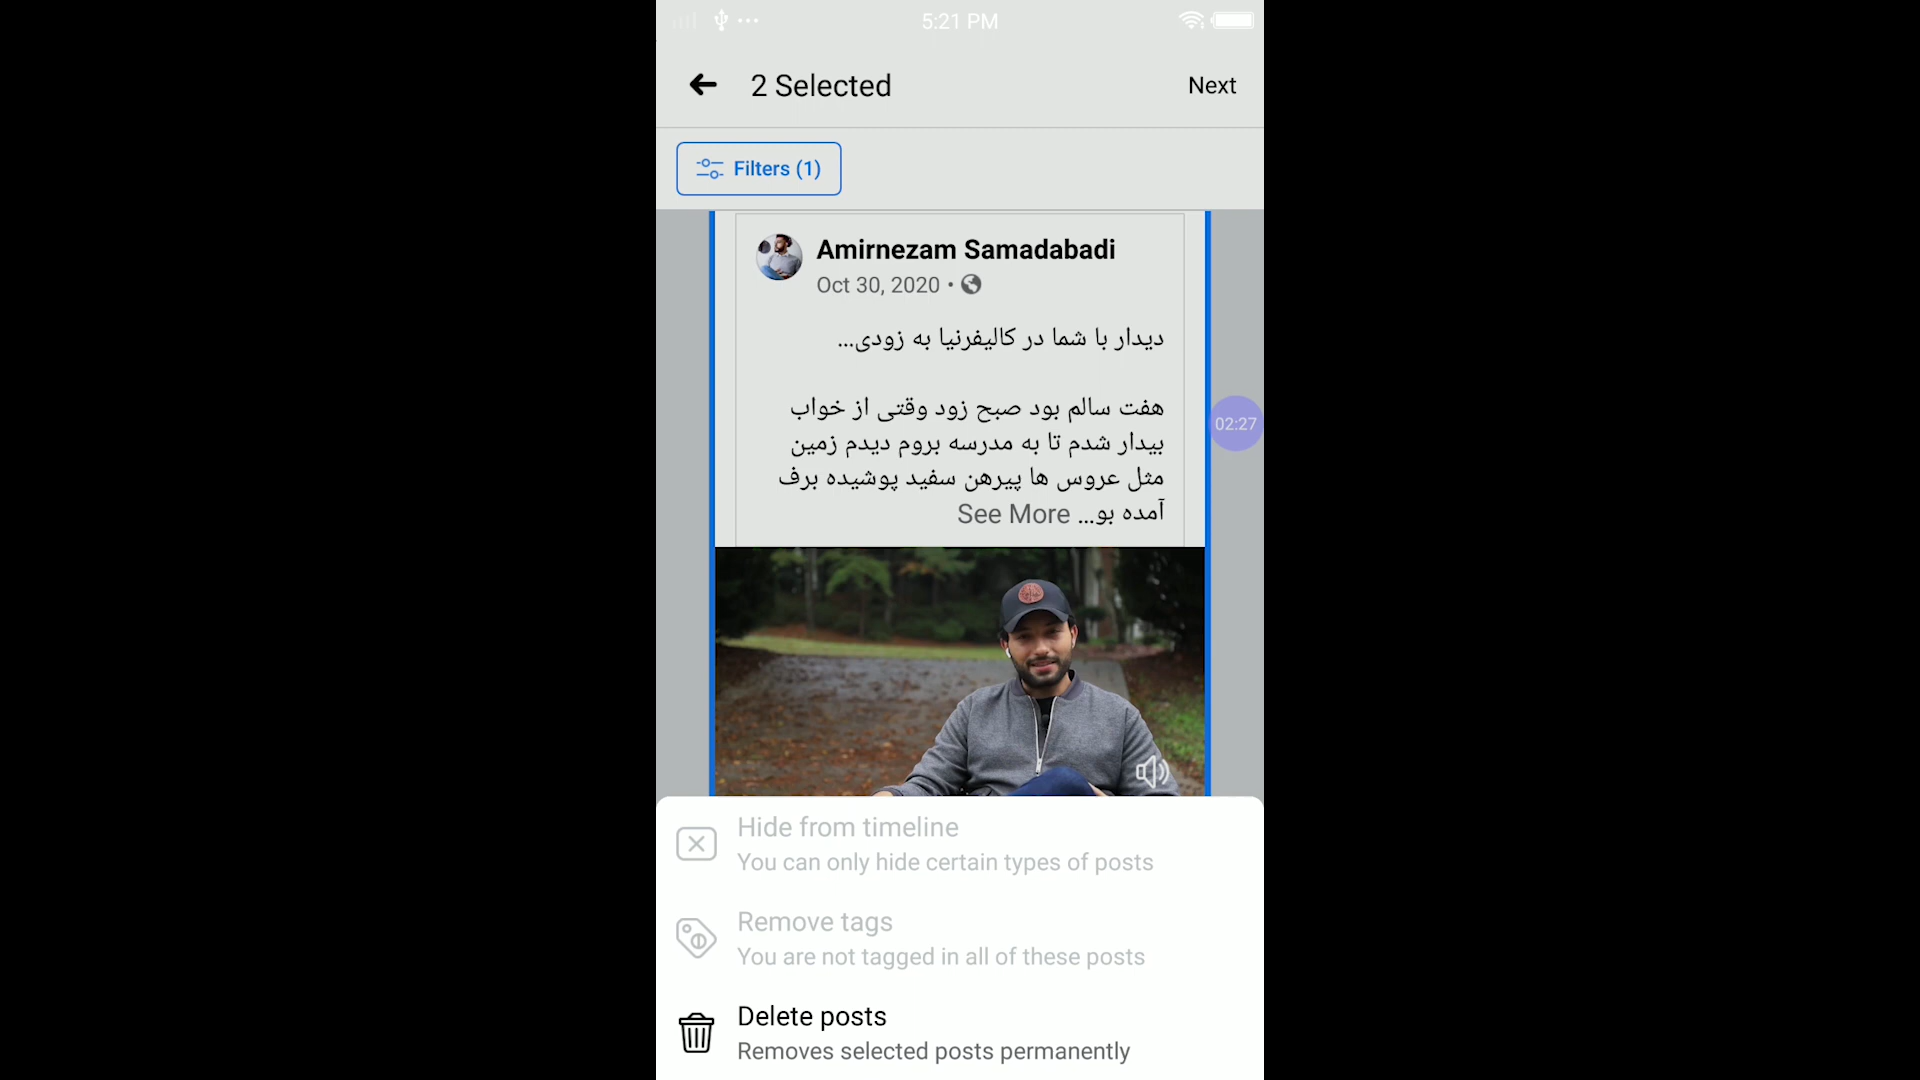 5:21 PM
2 Selected
Next
Filters (1)
Amirnezam Samadabadi
Oct 30, 2020 •
دیدار با شما در کالیفرنیا به زودی...
هفت سالم بود صبح زود وقتی از خواب
بیدار شدم تا به مدرسه بروم دیدم زمین
مثل عروس ها پیرهن سفید پوشیده برف
آمده بو... See More
02:27
Hide from timeline
You can only hide certain types of posts
Remove tags
You are not tagged in all of these posts
Delete posts
Removes selected posts permanently